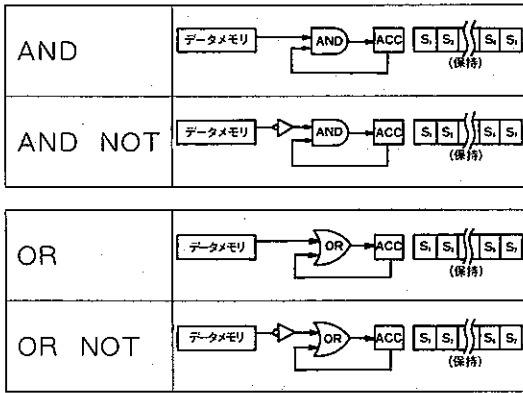 AND
データメモリ AND ACC S₁ S₂ S₆ S₇
(保持)
AND NOT
データメモリ AND ACC S₁ S₂ S₆ S₇
(保持)
OR
データメモリ OR ACC S₁ S₂ S₆ S₇
(保持)
OR NOT
データメモリ OR ACC S₁ S₂ S₆ S₇
(保持)